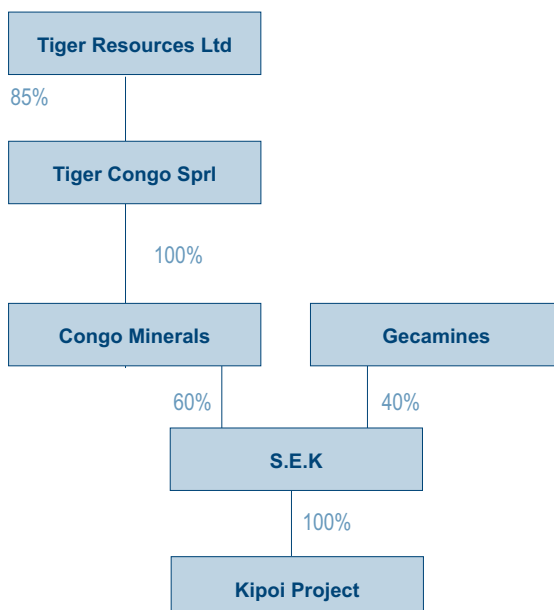 Tiger Resources Ltd
85%
Tiger Congo Sprl
100%
Congo Minerals
Gecamines
60%
40%
S.E.K
100%
Kipoi Project